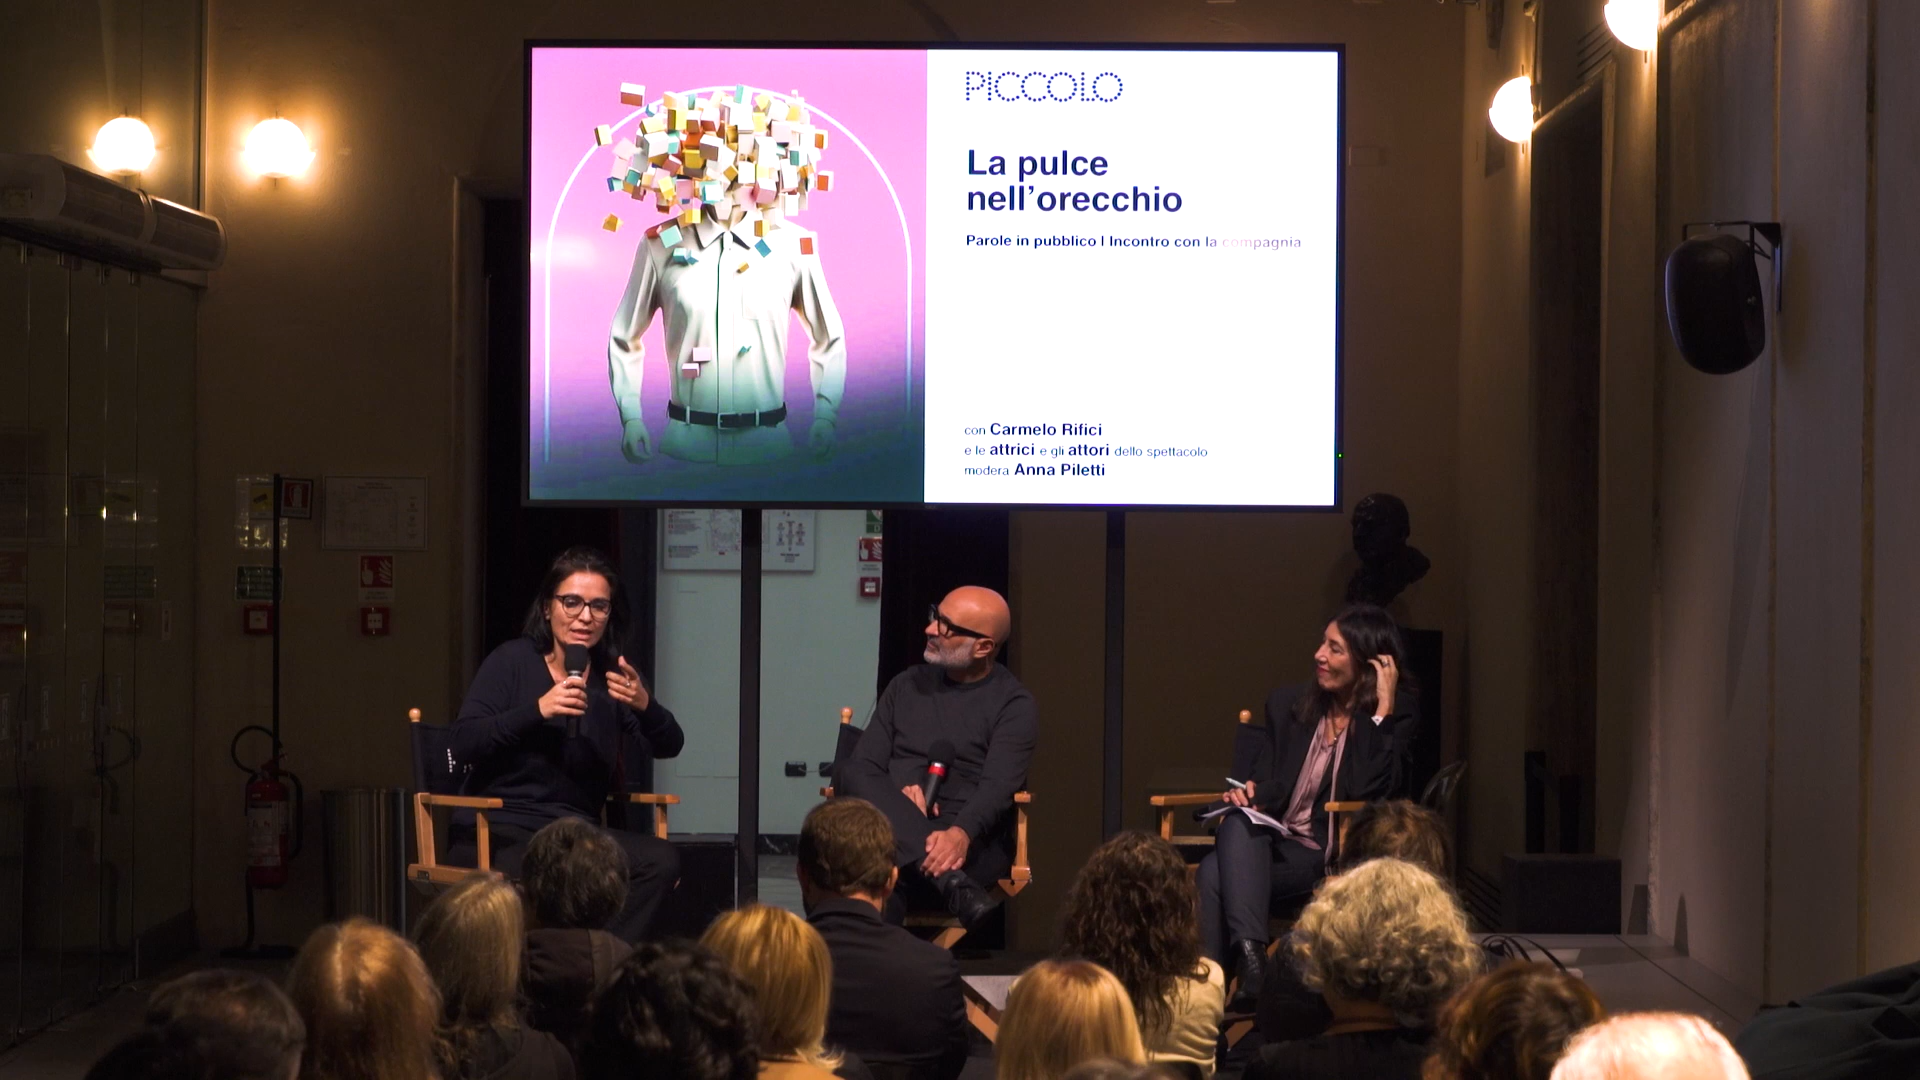 PICCOLO
La pulce
nell'orecchio
Parole in pubblico | Incontro con la compagnia
con Carmelo Rifici
e le attrici e gli attori dello spettacolo
modera Anna Piletti